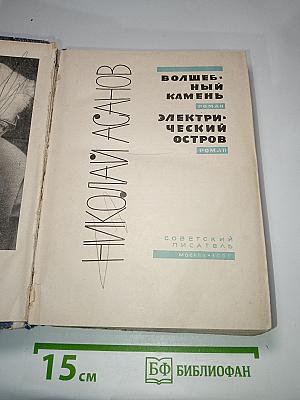 НИКОЛАЙ АСАНОВ
ВОЛШЕБ-
НЫЙ
КАМЕНЬ
РОМАН
ЭЛЕКТРИ-
ЧЕСКИЙ
ОСТРОВ
РОМАН
СОВЕТСКИЙ
ПИСАТЕЛЬ
МОСКВА
15 см
БФ БИБЛИОФАН